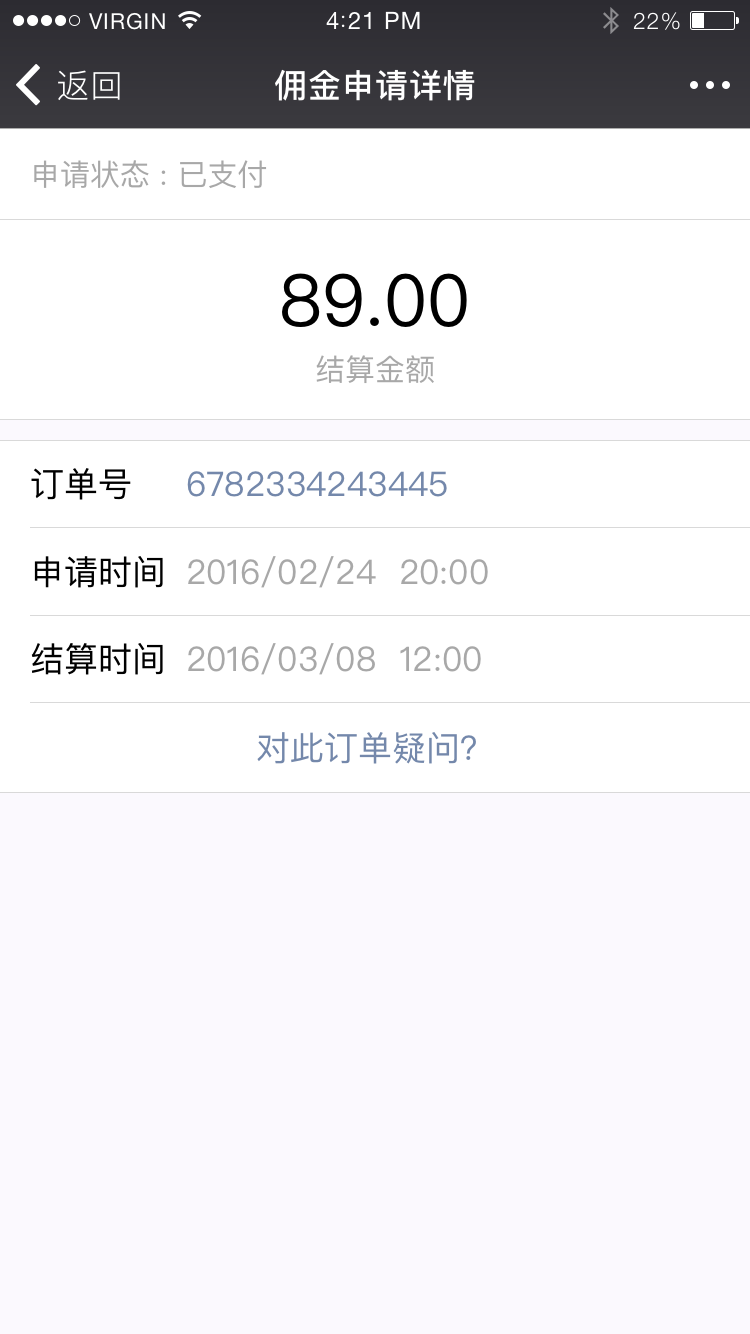 VIRGIN 4:21 PM 22%
返回 佣金申请详情
申请状态：已支付
89.00
结算金额
订单号 6782334243445
申请时间 2016/02/24 20:00
结算时间 2016/03/08 12:00
对此订单疑问?